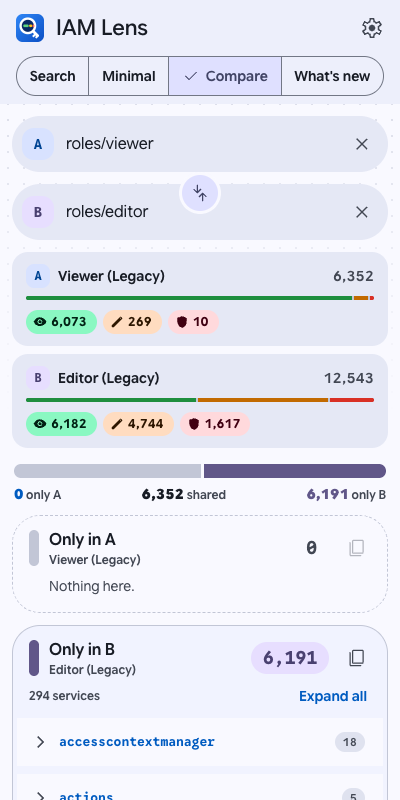 IAM Lens
Search Minimal Compare What's new
A roles/viewer
B roles/editor
A Viewer (Legacy) 6,352
6,073 269 10
B Editor (Legacy) 12,543
6,182 4,744 1,617
0 only A 6,352 shared 6,191 only B
Only in A
Viewer (Legacy)
0
Nothing here.
Only in B
Editor (Legacy)
6,191
294 services Expand all
accesscontextmanager 18
actions 5